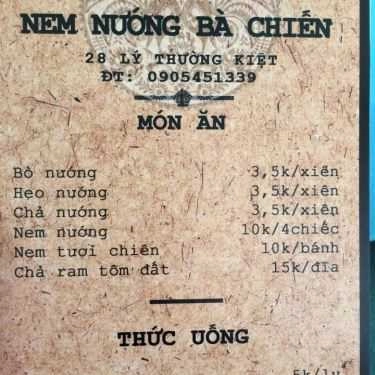 NEM NƯỚNG BÀ CHIẾN
28 LÝ THƯỜNG KIỆT
ĐT: 0905451339
MÓN ĂN
Bò nướng 3,5k/xiên
Heo nướng 3,5k/xiên
Chả nướng 3,5k/xiên
Nem nướng 10k/4chiếc
Nem tươi chiên 10k/bánh
Chả ram tôm đất 15k/đĩa
THỨC UỐNG
5k/ly